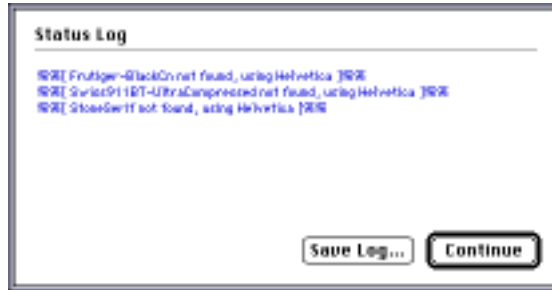 Status Log
%%[ Frutiger-BlackCn not found, using Helvetica ]%%
%%[ Swiss911BT-UltraCompressed not found, using Helvetica ]%%
%%[ StoneSerif not found, using Helvetica ]%%
Save Log...
Continue